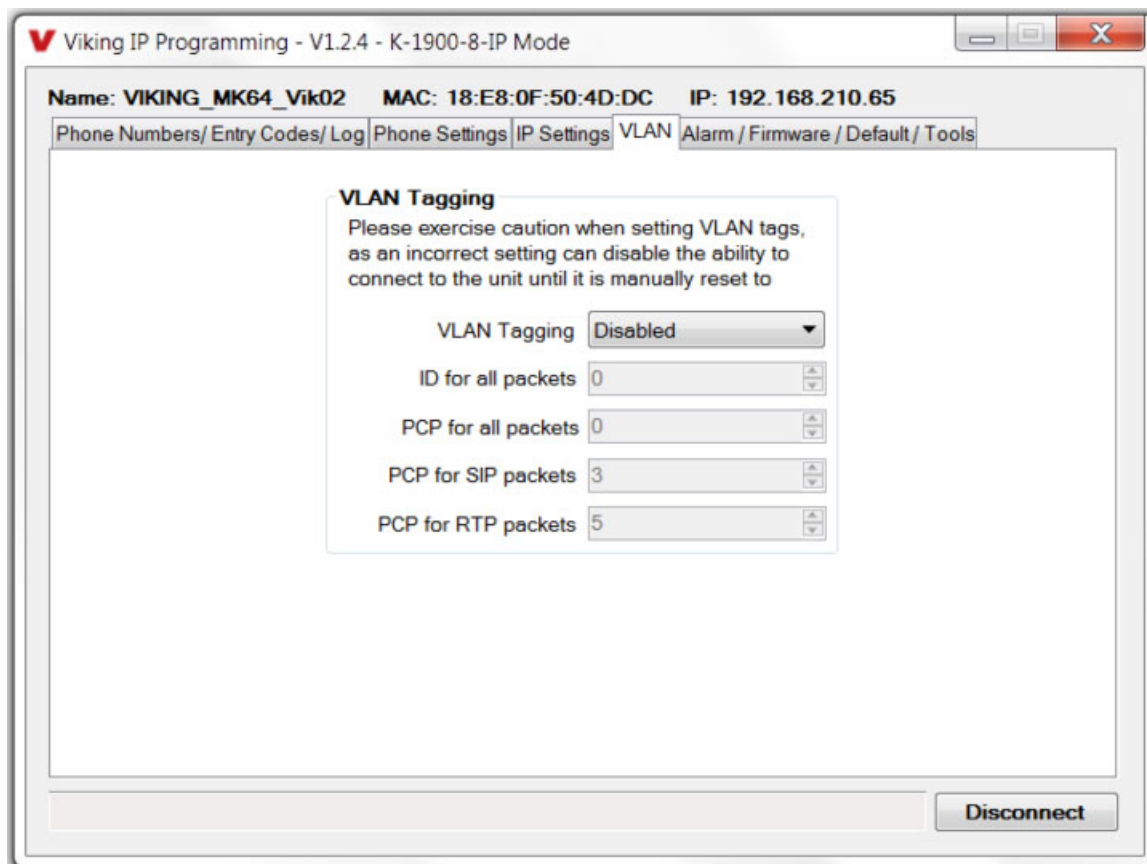 Viking IP Programming - V1.2.4 - K-1900-8-IP Mode
Name: VIKING_MK64_Vik02 MAC: 18:E8:0F:50:4D:DC IP: 192.168.210.65
Phone Numbers/ Entry Codes/ Log Phone Settings IP Settings VLAN Alarm / Firmware / Default / Tools
VLAN Tagging
Please exercise caution when setting VLAN tags,
as an incorrect setting can disable the ability to
connect to the unit until it is manually reset to
VLAN Tagging Disabled
ID for all packets 0
PCP for all packets 0
PCP for SIP packets 3
PCP for RTP packets 5
Disconnect